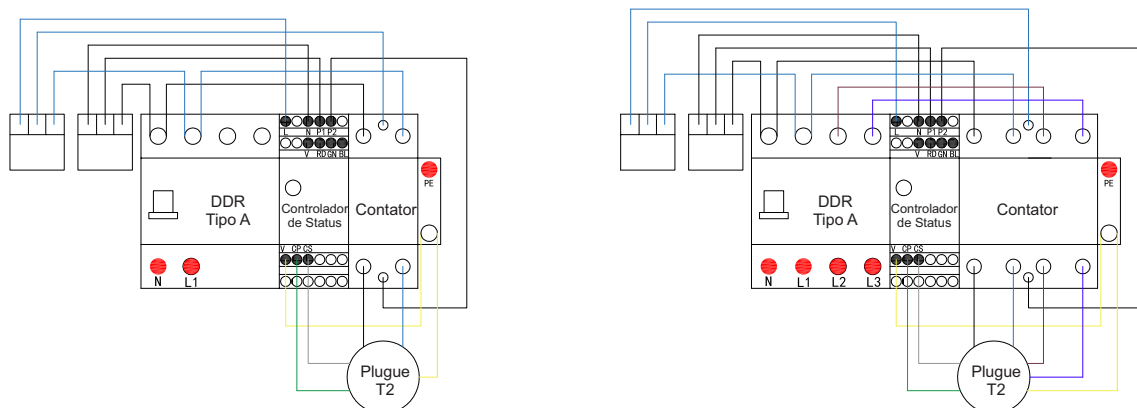 L N P1 P2
V RD GN BL
PE
DDR
Tipo A
Controlador
de Status
Contator
V CP CS
N L1
Plugue
T2
L N P1 P2
V RD GN BL
PE
DDR
Tipo A
Controlador
de Status
Contator
V CP CS
N L1 L2 L3
Plugue
T2